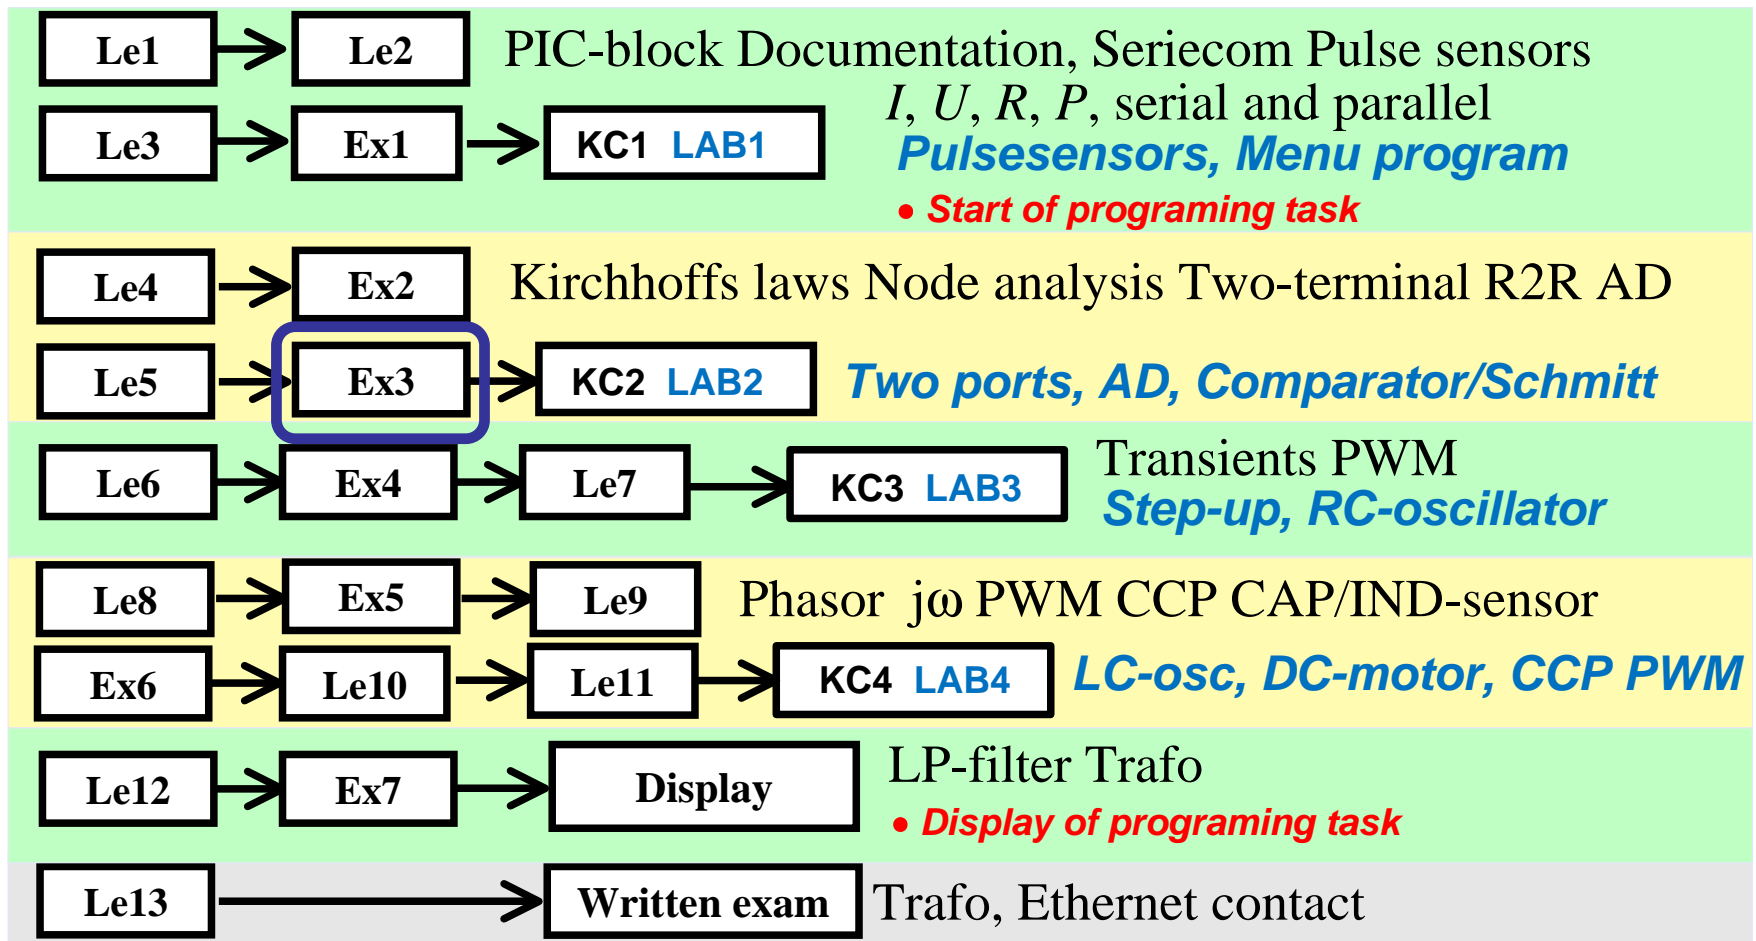 Le1 Le2 PIC-block Documentation, Seriecom Pulse sensors
I, U, R, P, serial and parallel
Le3 Ex1 KC1 LAB1 Pulsesensors, Menu program
• Start of programing task
Le4 Ex2 Kirchhoffs laws Node analysis Two-terminal R2R AD
Le5 Ex3 KC2 LAB2 Two ports, AD, Comparator/Schmitt
Transients PWM
Le6 Ex4 Le7 KC3 LAB3 Step-up, RC-oscillator
Le8 Ex5 Le9 Phasor jω PWM CCP CAP/IND-sensor
Ex6 Le10 Le11 KC4 LAB4 LC-osc, DC-motor, CCP PWM
Le12 Ex7 Display LP-filter Trafo
• Display of programing task
Le13 Written exam Trafo, Ethernet contact